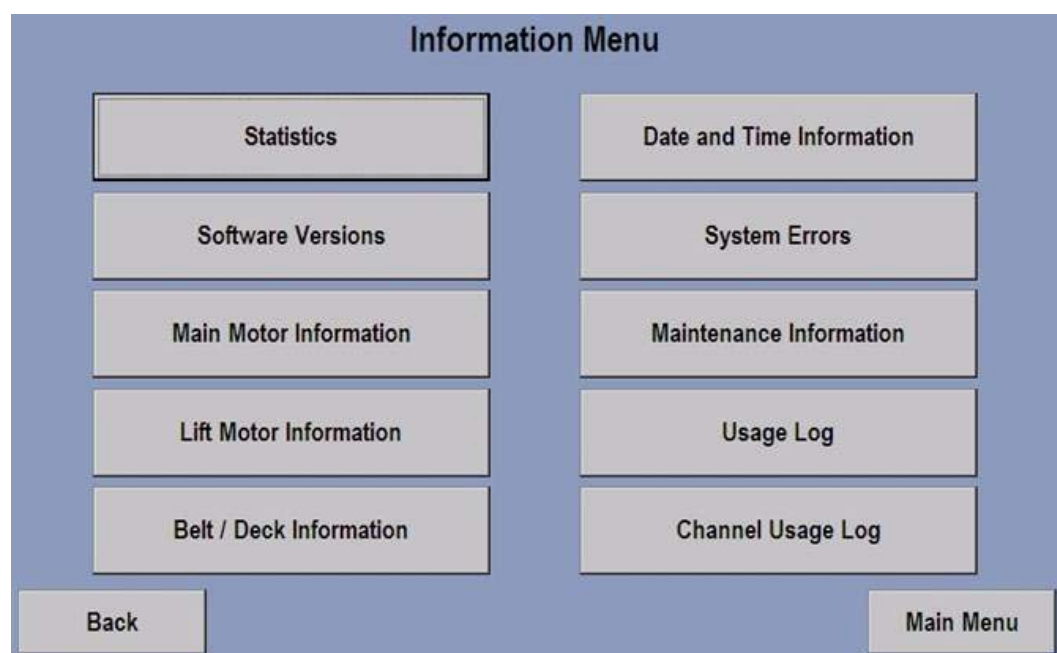 Information Menu
Statistics
Date and Time Information
Software Versions
System Errors
Main Motor Information
Maintenance Information
Lift Motor Information
Usage Log
Belt / Deck Information
Channel Usage Log
Back
Main Menu